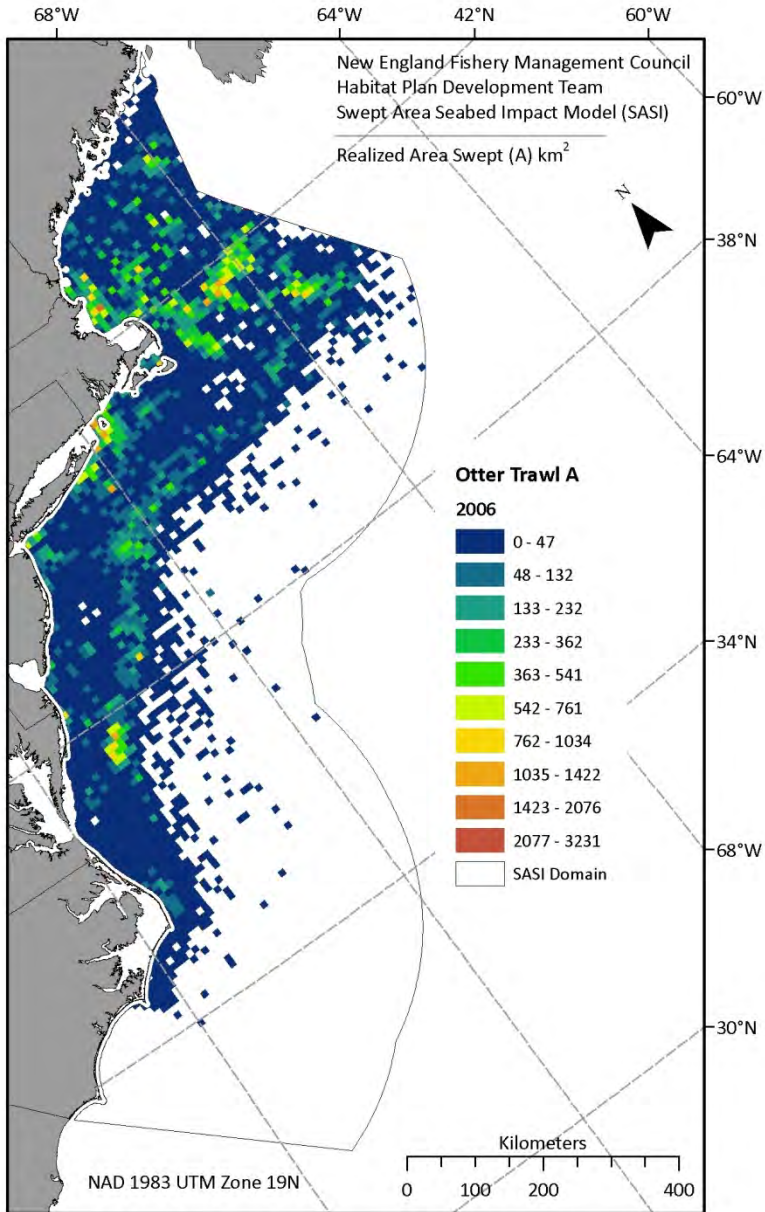 68°W 64°W 42°N 60°W
New England Fishery Management Council
Habitat Plan Development Team
Swept Area Seabed Impact Model (SASI)
Realized Area Swept (A) km²
60°W
N
38°N
64°W
Otter Trawl A
2006
0 - 47
48 - 132
133 - 232
233 - 362
363 - 541
542 - 761
762 - 1034
1035 - 1422
1423 - 2076
2077 - 3231
SASI Domain
34°N
68°W
30°N
Kilometers
0 100 200 400
NAD 1983 UTM Zone 19N